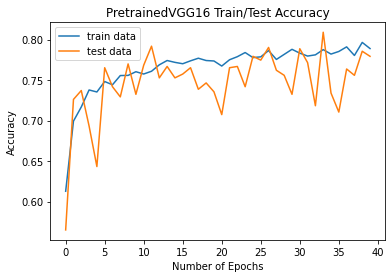 PretrainedVGG16 Train/Test Accuracy
train data
test data
Accuracy
0.80
0.75
0.70
0.65
0.60
0 5 10 15 20 25 30 35 40
Number of Epochs